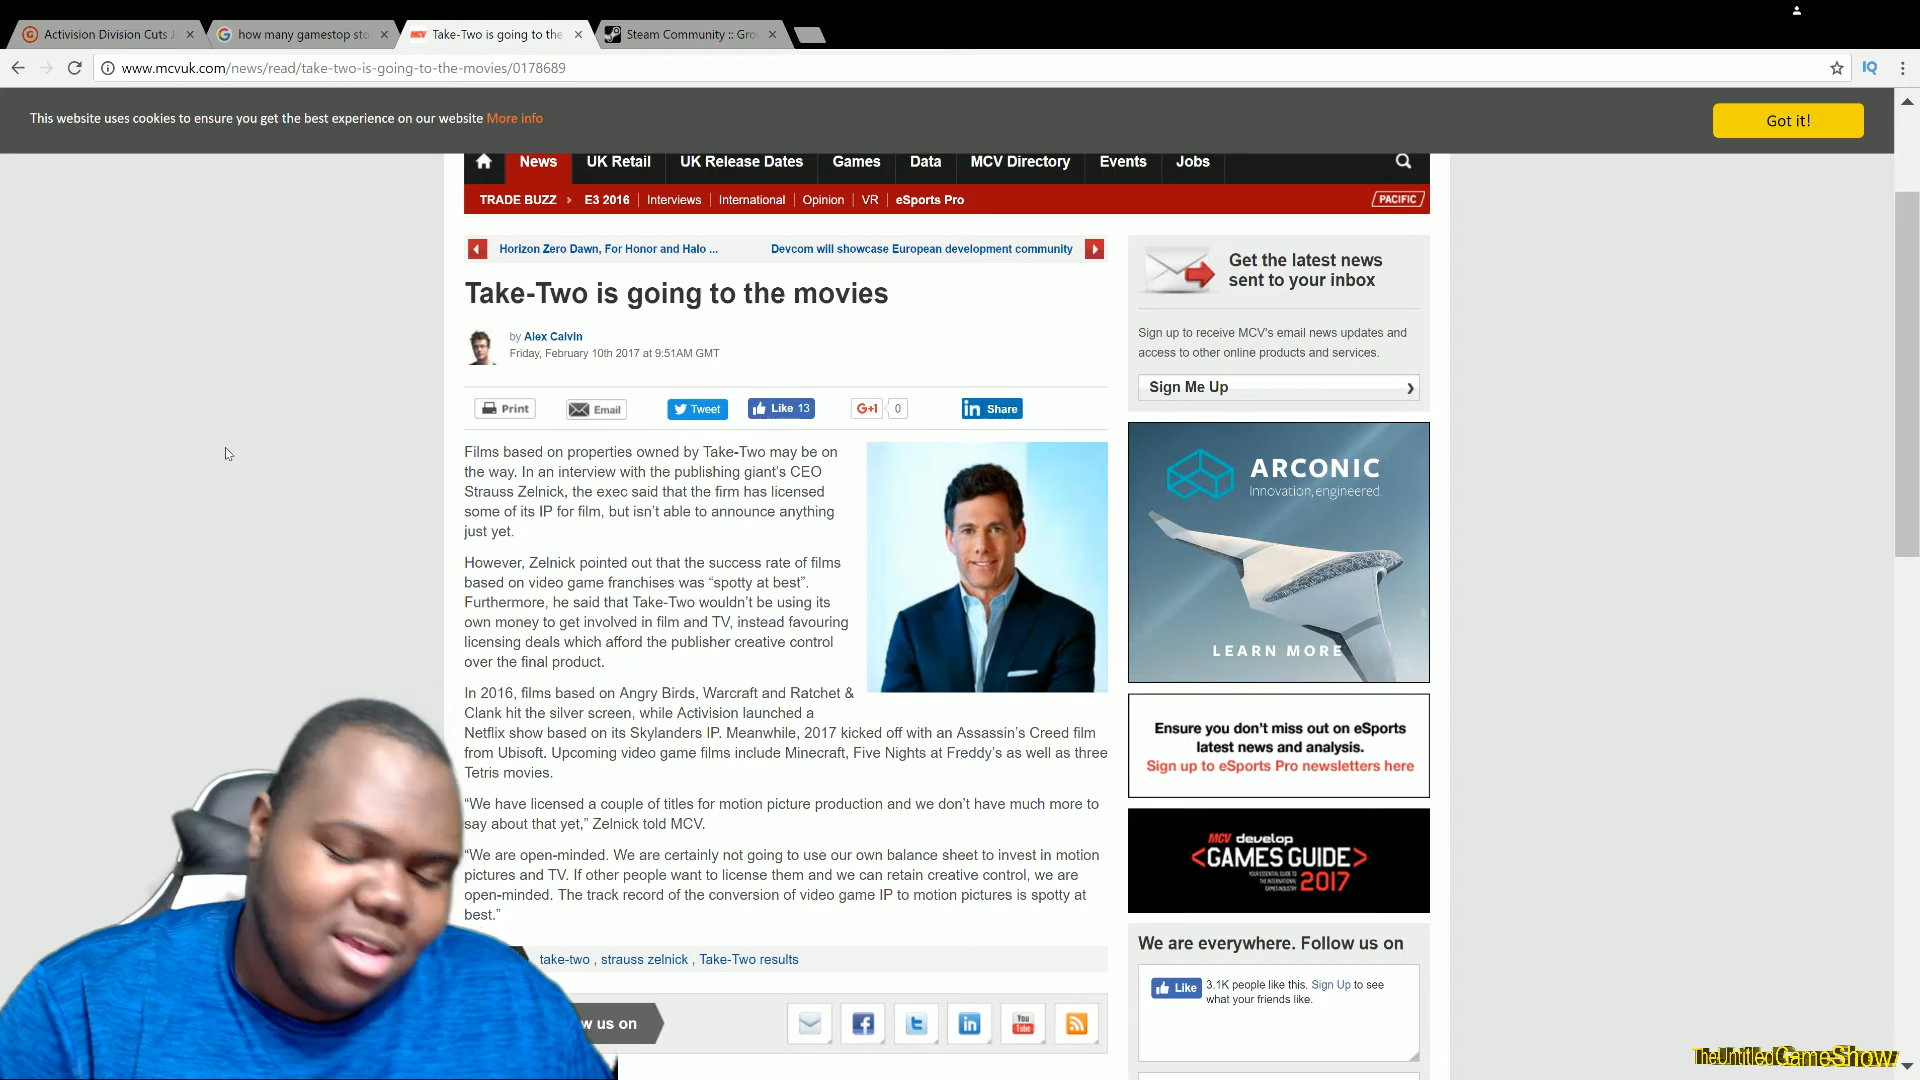 Activision Division Cuts
how many gamestop sto
MCV Take-Two is going to the
Steam Community :: Gro
www.mcvuk.com/news/read/take-two-is-going-to-the-movies/0178689
IQ
This website uses cookies to ensure you get the best experience on our website More info
Got it!
News UK Retail UK Release Dates Games Data MCV Directory Events Jobs
TRADE BUZZ E3 2016 Interviews International Opinion VR eSports Pro PACIFIC
Horizon Zero Dawn, For Honor and Halo ... Devcom will showcase European development community
Take-Two is going to the movies
by Alex Calvin
Friday, February 10th 2017 at 9:51AM GMT
Print Email Tweet Like 13 G+1 0 in Share
Films based on properties owned by Take-Two may be on
the way. In an interview with the publishing giant's CEO
Strauss Zelnick, the exec said that the firm has licensed
some of its IP for film, but isn't able to announce anything
just yet.
However, Zelnick pointed out that the success rate of films
based on video game franchises was “spotty at best”.
Furthermore, he said that Take-Two wouldn't be using its
own money to get involved in film and TV, instead favouring
licensing deals which afford the publisher creative control
over the final product.
In 2016, films based on Angry Birds, Warcraft and Ratchet &
Clank hit the silver screen, while Activision launched a
Netflix show based on its Skylanders IP. Meanwhile, 2017 kicked off with an Assassin's Creed film
from Ubisoft. Upcoming video game films include Minecraft, Five Nights at Freddy's as well as three
Tetris movies.
“We have licensed a couple of titles for motion picture production and we don't have much more to
say about that yet,” Zelnick told MCV.
“We are open-minded. We are certainly not going to use our own balance sheet to invest in motion
pictures and TV. If other people want to license them and we can retain creative control, we are
open-minded. The track record of the conversion of video game IP to motion pictures is spotty at
best.”
take-two , strauss zelnick , Take-Two results
w us on
in You Tube
Get the latest news
sent to your inbox
Sign up to receive MCV's email news updates and
access to other online products and services.
Sign Me Up
ARCONIC
Innovation, engineered.
LEARN MORE
Ensure you don't miss out on eSports
latest news and analysis.
Sign up to eSports Pro newsletters here
MCV develop
<GAMES GUIDE>
2017
We are everywhere. Follow us on
Like 3.1K people like this. Sign Up to see
what your friends like.
TheUntitledGameShow